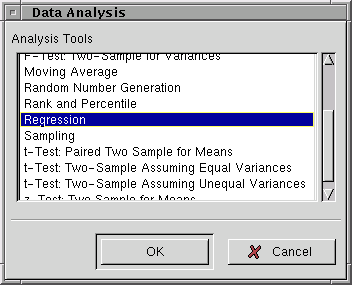 Data Analysis
Analysis Tools
F-Test: Two-Sample for Variances
Moving Average
Random Number Generation
Rank and Percentile
Regression
Sampling
t-Test: Paired Two Sample for Means
t-Test: Two-Sample Assuming Equal Variances
t-Test: Two-Sample Assuming Unequal Variances
z-Test: Two Sample for Means
OK
Cancel